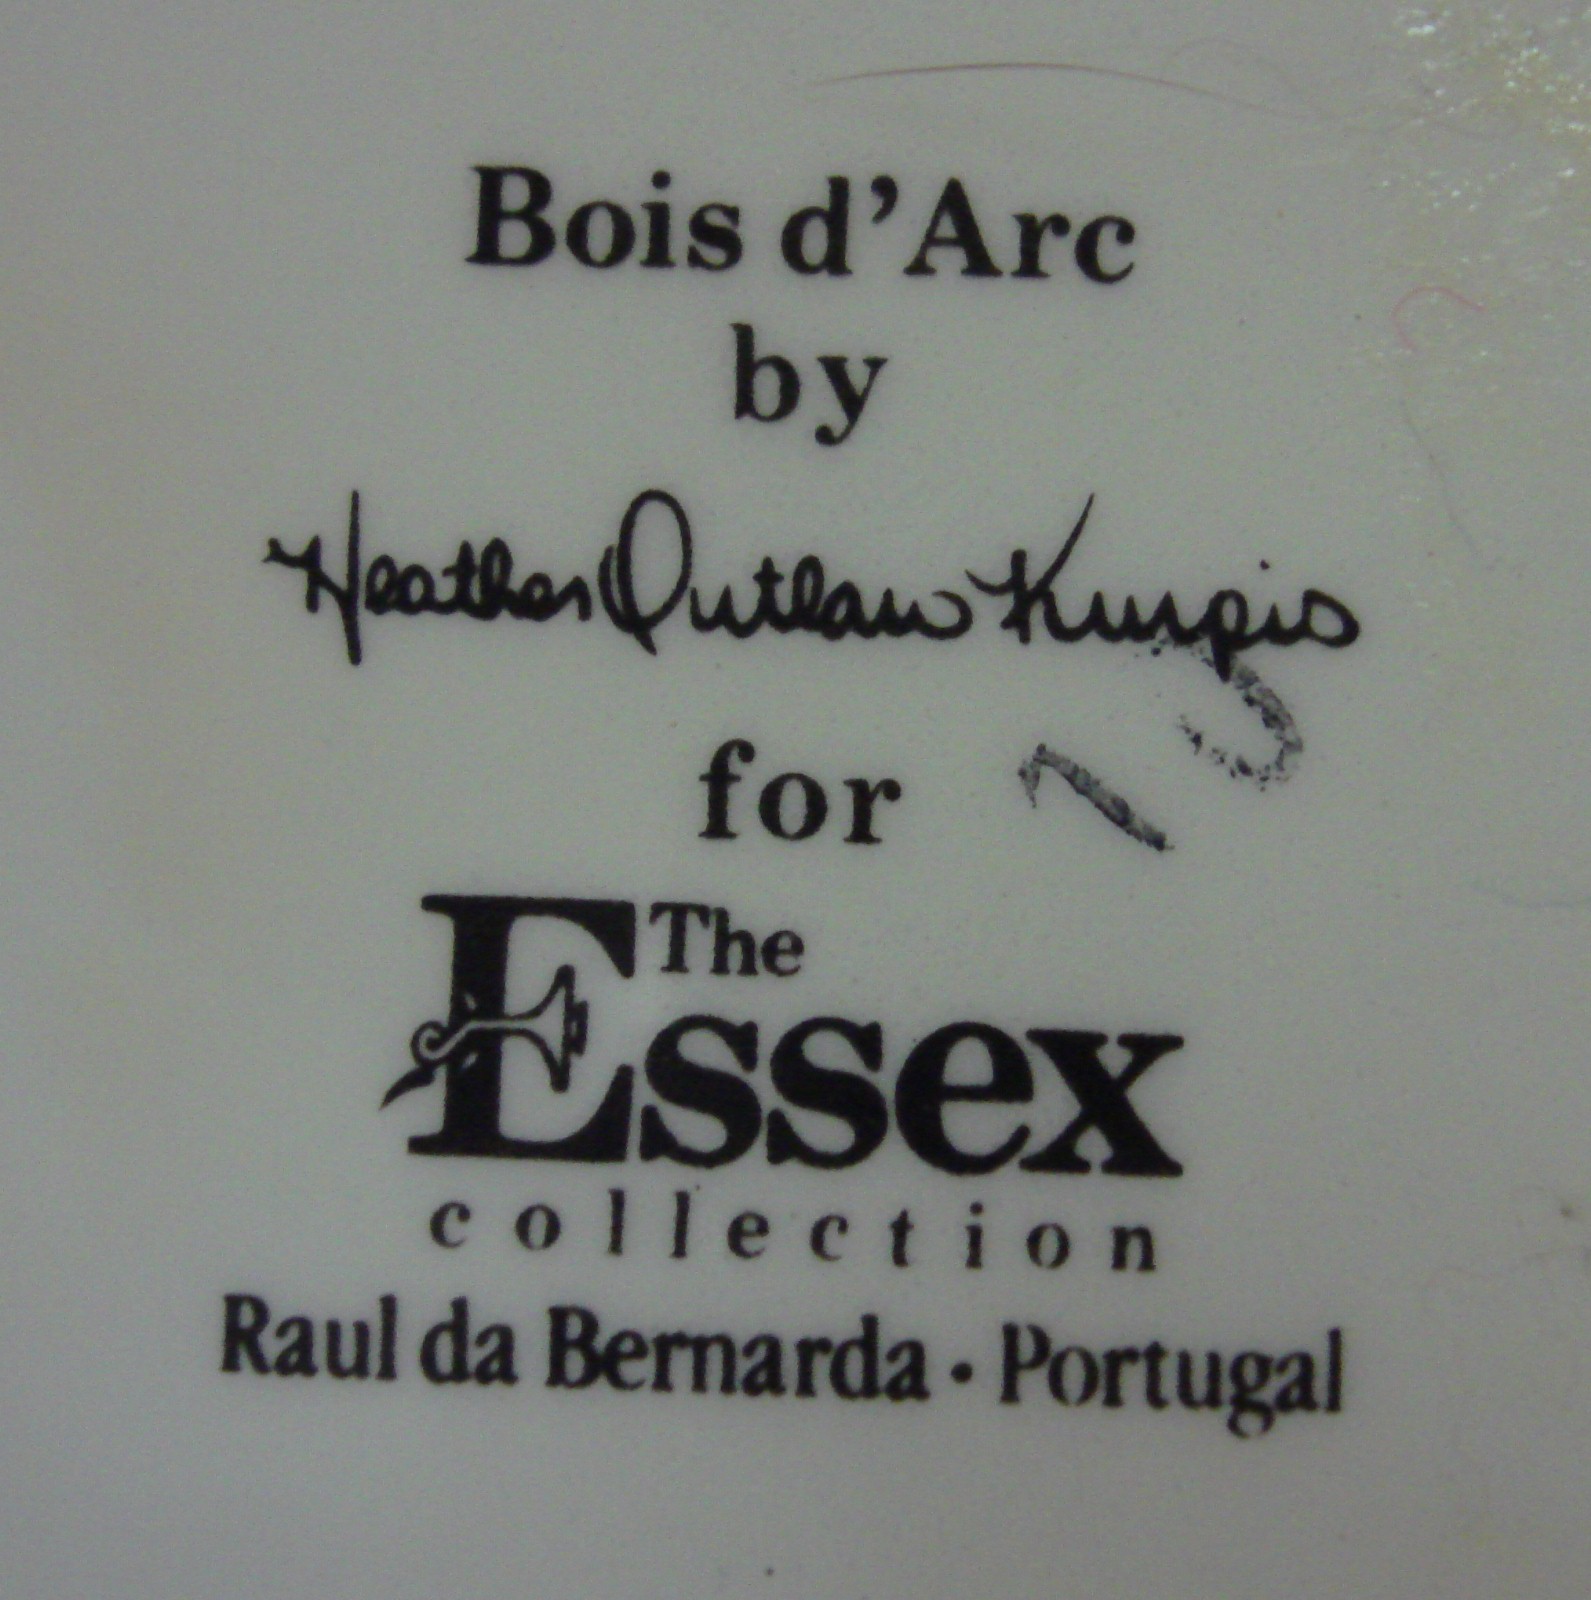 Bois d'Arc
by
Heather Outlaw Kurpis
for
The
Essex
collection
Raul da Bernarda · Portugal